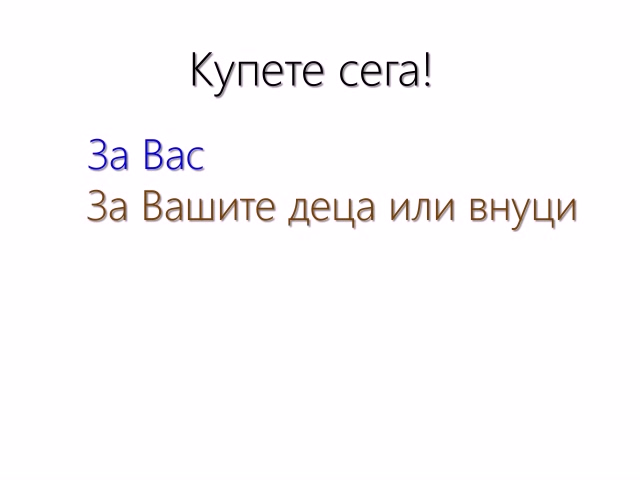 Купете сега!
За Вас
За Вашите деца или внуци